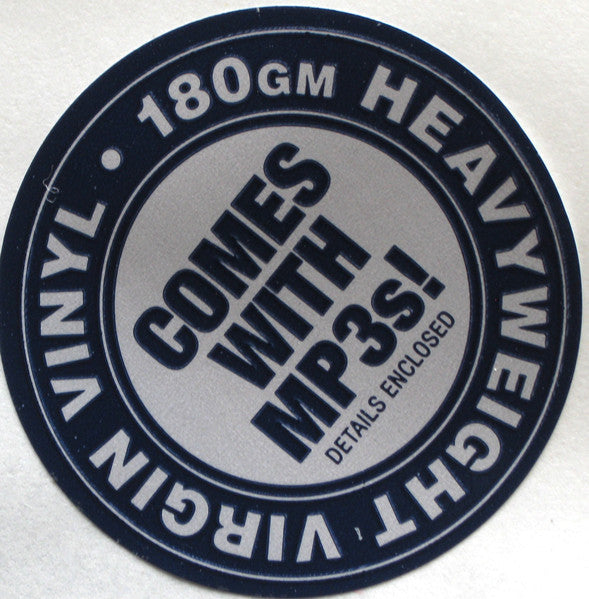 180GM HEAVYWEIGHT VIRGIN VINYL •
COMES
WITH
MP3s!
DETAILS ENCLOSED